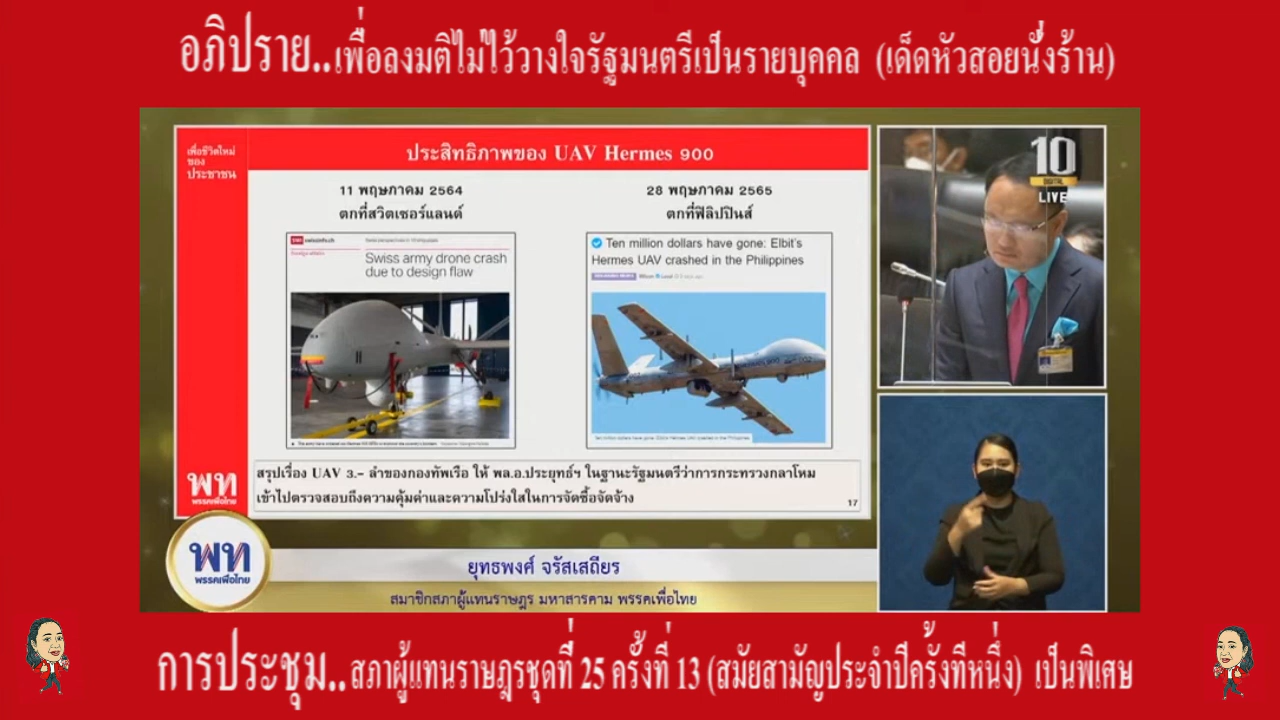 อภิปราย..เพื่อลงมติไม่ไว้วางใจรัฐมนตรีเป็นรายบุคคล (เด็ดหัวสอยนั่งร้าน)
เพื่อชีวิตใหม่
ของ
ประชาชน
ประสิทธิภาพของ UAV Hermes 900
11 พฤษภาคม 2564
ตกที่สวิตเซอร์แลนด์
28 พฤษภาคม 2565
ตกที่ฟิลิปปินส์
swissinfo.ch
Swiss army drone crash
due to design flaw
Ten million dollars have gone: Elbit's
Hermes UAV crashed in the Philippines
10
DIGITAL
LIVE
พท
พรรคเพื่อไทย
สรุปเรื่อง UAV 3.- ลำของกองทัพเรือ ให้ พล.อ.ประยุทธ์ฯ ในฐานะรัฐมนตรีว่าการกระทรวงกลาโหม
เข้าไปตรวจสอบถึงความคุ้มค่าและความโปร่งใสในการจัดซื้อจัดจ้าง
17
พท
พรรคเพื่อไทย
ยุทธพงศ์ จรัสเสถียร
สมาชิกสภาผู้แทนราษฎร มหาสารคาม พรรคเพื่อไทย
การประชุม..สภาผู้แทนราษฎรชุดที่ 25 ครั้งที่ 13 (สมัยสามัญประจำปีครั้งที่หนึ่ง) เป็นพิเศษ